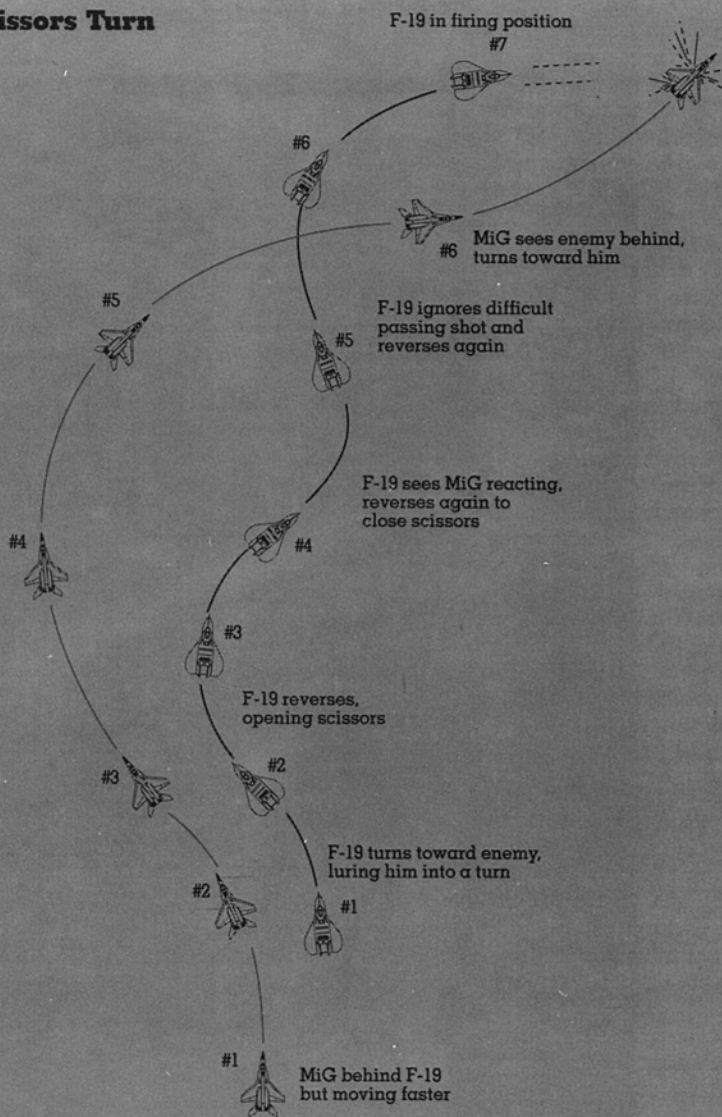 issors Turn
F-19 in firing position
#7
#6
#6
MiG sees enemy behind,
turns toward him
#5
F-19 ignores difficult
passing shot and
reverses again
#5
F-19 sees MiG reacting,
reverses again to
close scissors
#4
#4
#3
F-19 reverses,
opening scissors
#2
#3
F-19 turns toward enemy,
luring him into a turn
#2
#1
#1
MiG behind F-19
but moving faster